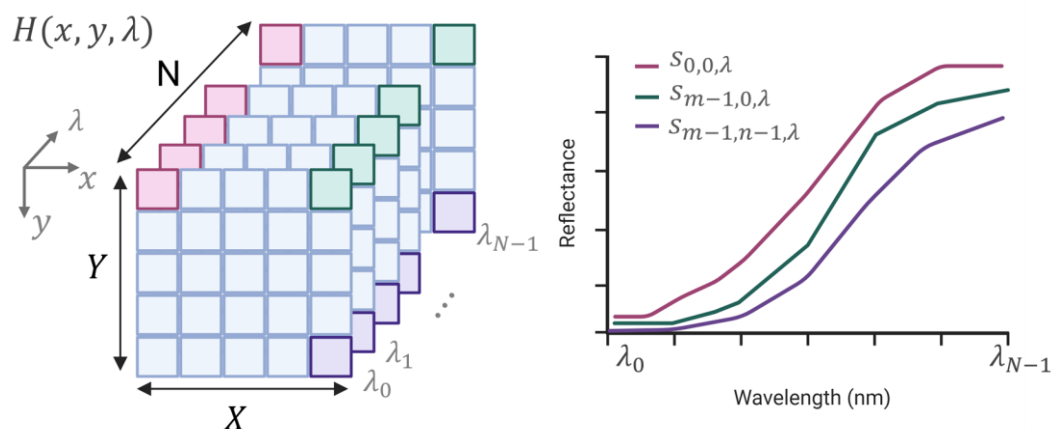 H(x, y, λ)
N
λ
x
y
Y
X
λ_0
λ_1
λ_{N−1}
s_{0,0,λ}
s_{m−1,0,λ}
s_{m−1,n−1,λ}
Reflectance
λ_0
λ_{N−1}
Wavelength (nm)